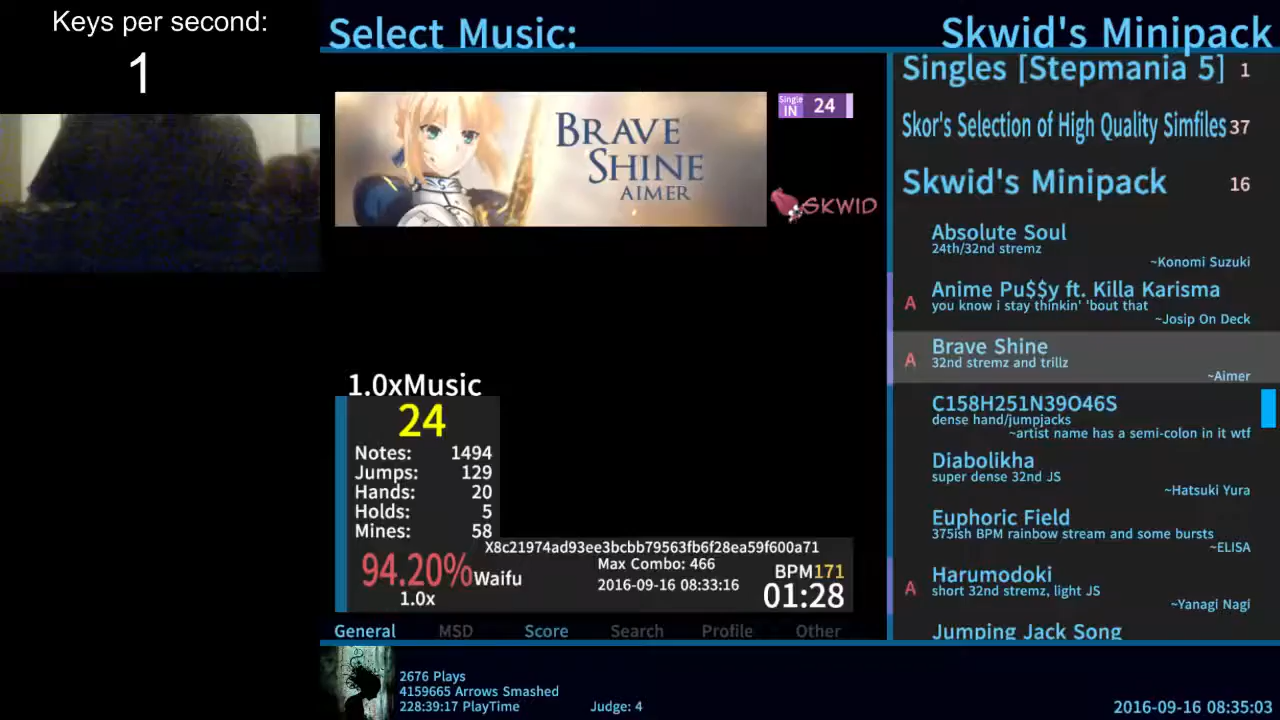 Keys per second:
1
Select Music:
Skwid's Minipack
BRAVE
SHINE
AIMER
Single
IN
24
SKWID
1.0xMusic
24
Notes: 1494
Jumps: 129
Hands: 20
Holds: 5
Mines: 58
X8c21974ad93ee3bcbb79563fb6f28ea59f600a71
94.20% Waifu
1.0x
Max Combo: 466
2016-09-16 08:33:16
BPM171
01:28
General MSD Score Search Profile Other
Singles [Stepmania 5] 1
Skor's Selection of High Quality Simfiles 37
Skwid's Minipack 16
Absolute Soul
24th/32nd stremz
~Konomi Suzuki
A Anime Pu$$y ft. Killa Karisma
you know i stay thinkin' 'bout that
~Josip On Deck
A Brave Shine
32nd stremz and trillz
~Aimer
C158H251N39O46S
dense hand/jumpjacks
~artist name has a semi-colon in it wtf
Diabolikha
super dense 32nd JS
~Hatsuki Yura
Euphoric Field
375ish BPM rainbow stream and some bursts
~ELISA
A Harumodoki
short 32nd stremz, light JS
~Yanagi Nagi
Jumping Jack Song
2676 Plays
4159665 Arrows Smashed
228:39:17 PlayTime
Judge: 4
2016-09-16 08:35:03